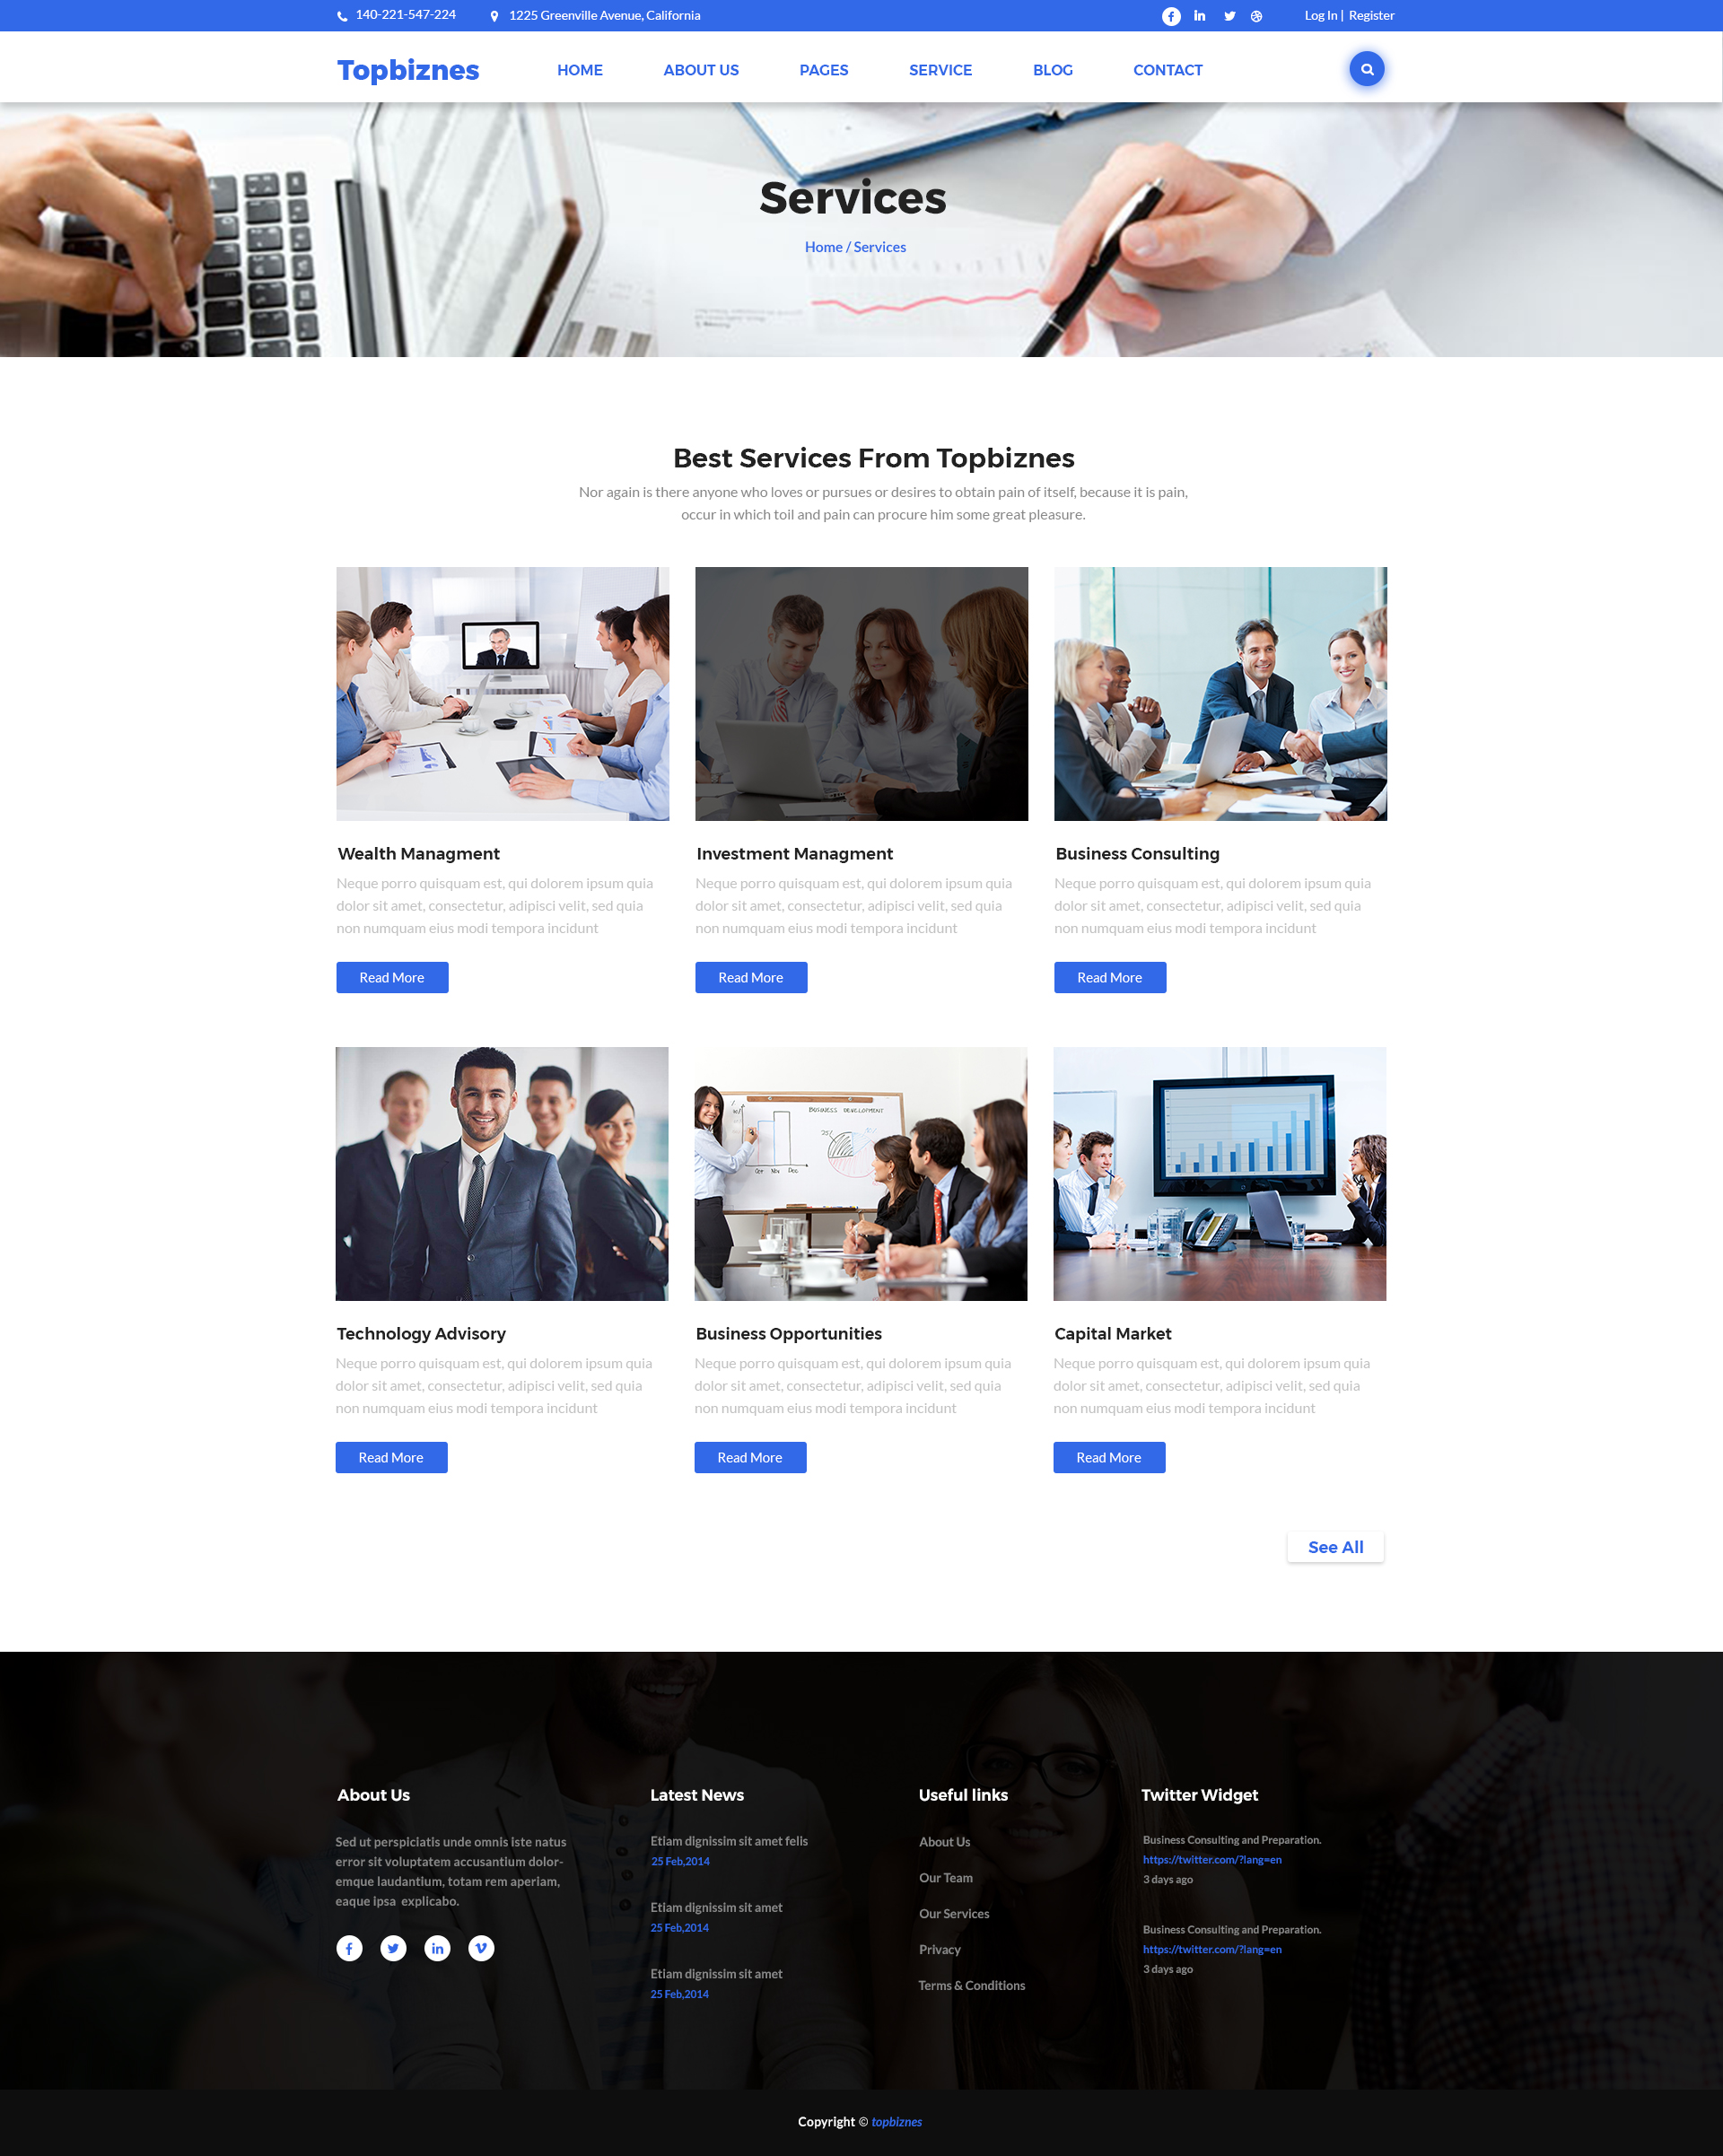 140-221-547-224
1225 Greenville Avenue, California
Log In | Register
Topbiznes
HOME
ABOUT US
PAGES
SERVICE
BLOG
CONTACT
Services
Home / Services
Best Services From Topbiznes
Nor again is there anyone who loves or pursues or desires to obtain pain of itself, because it is pain,
occur in which toil and pain can procure him some great pleasure.
Wealth Managment
Neque porro quisquam est, qui dolorem ipsum quia
dolor sit amet, consectetur, adipisci velit, sed quia
non numquam eius modi tempora incidunt
Read More
Investment Managment
Neque porro quisquam est, qui dolorem ipsum quia
dolor sit amet, consectetur, adipisci velit, sed quia
non numquam eius modi tempora incidunt
Read More
Business Consulting
Neque porro quisquam est, qui dolorem ipsum quia
dolor sit amet, consectetur, adipisci velit, sed quia
non numquam eius modi tempora incidunt
Read More
BUSINESS DEVELOPMENT
25%
Oct Nov Dec
Technology Advisory
Neque porro quisquam est, qui dolorem ipsum quia
dolor sit amet, consectetur, adipisci velit, sed quia
non numquam eius modi tempora incidunt
Read More
Business Opportunities
Neque porro quisquam est, qui dolorem ipsum quia
dolor sit amet, consectetur, adipisci velit, sed quia
non numquam eius modi tempora incidunt
Read More
Capital Market
Neque porro quisquam est, qui dolorem ipsum quia
dolor sit amet, consectetur, adipisci velit, sed quia
non numquam eius modi tempora incidunt
Read More
See All
About Us
Sed ut perspiciatis unde omnis iste natus
error sit voluptatem accusantium dolor-
emque laudantium, totam rem aperiam,
eaque ipsa explicabo.
Latest News
Etiam dignissim sit amet felis
25 Feb,2014
Etiam dignissim sit amet
25 Feb,2014
Etiam dignissim sit amet
25 Feb,2014
Useful links
About Us
Our Team
Our Services
Privacy
Terms & Conditions
Twitter Widget
Business Consulting and Preparation.
https://twitter.com/?lang=en
3 days ago
Business Consulting and Preparation.
https://twitter.com/?lang=en
3 days ago
Copyright © topbiznes